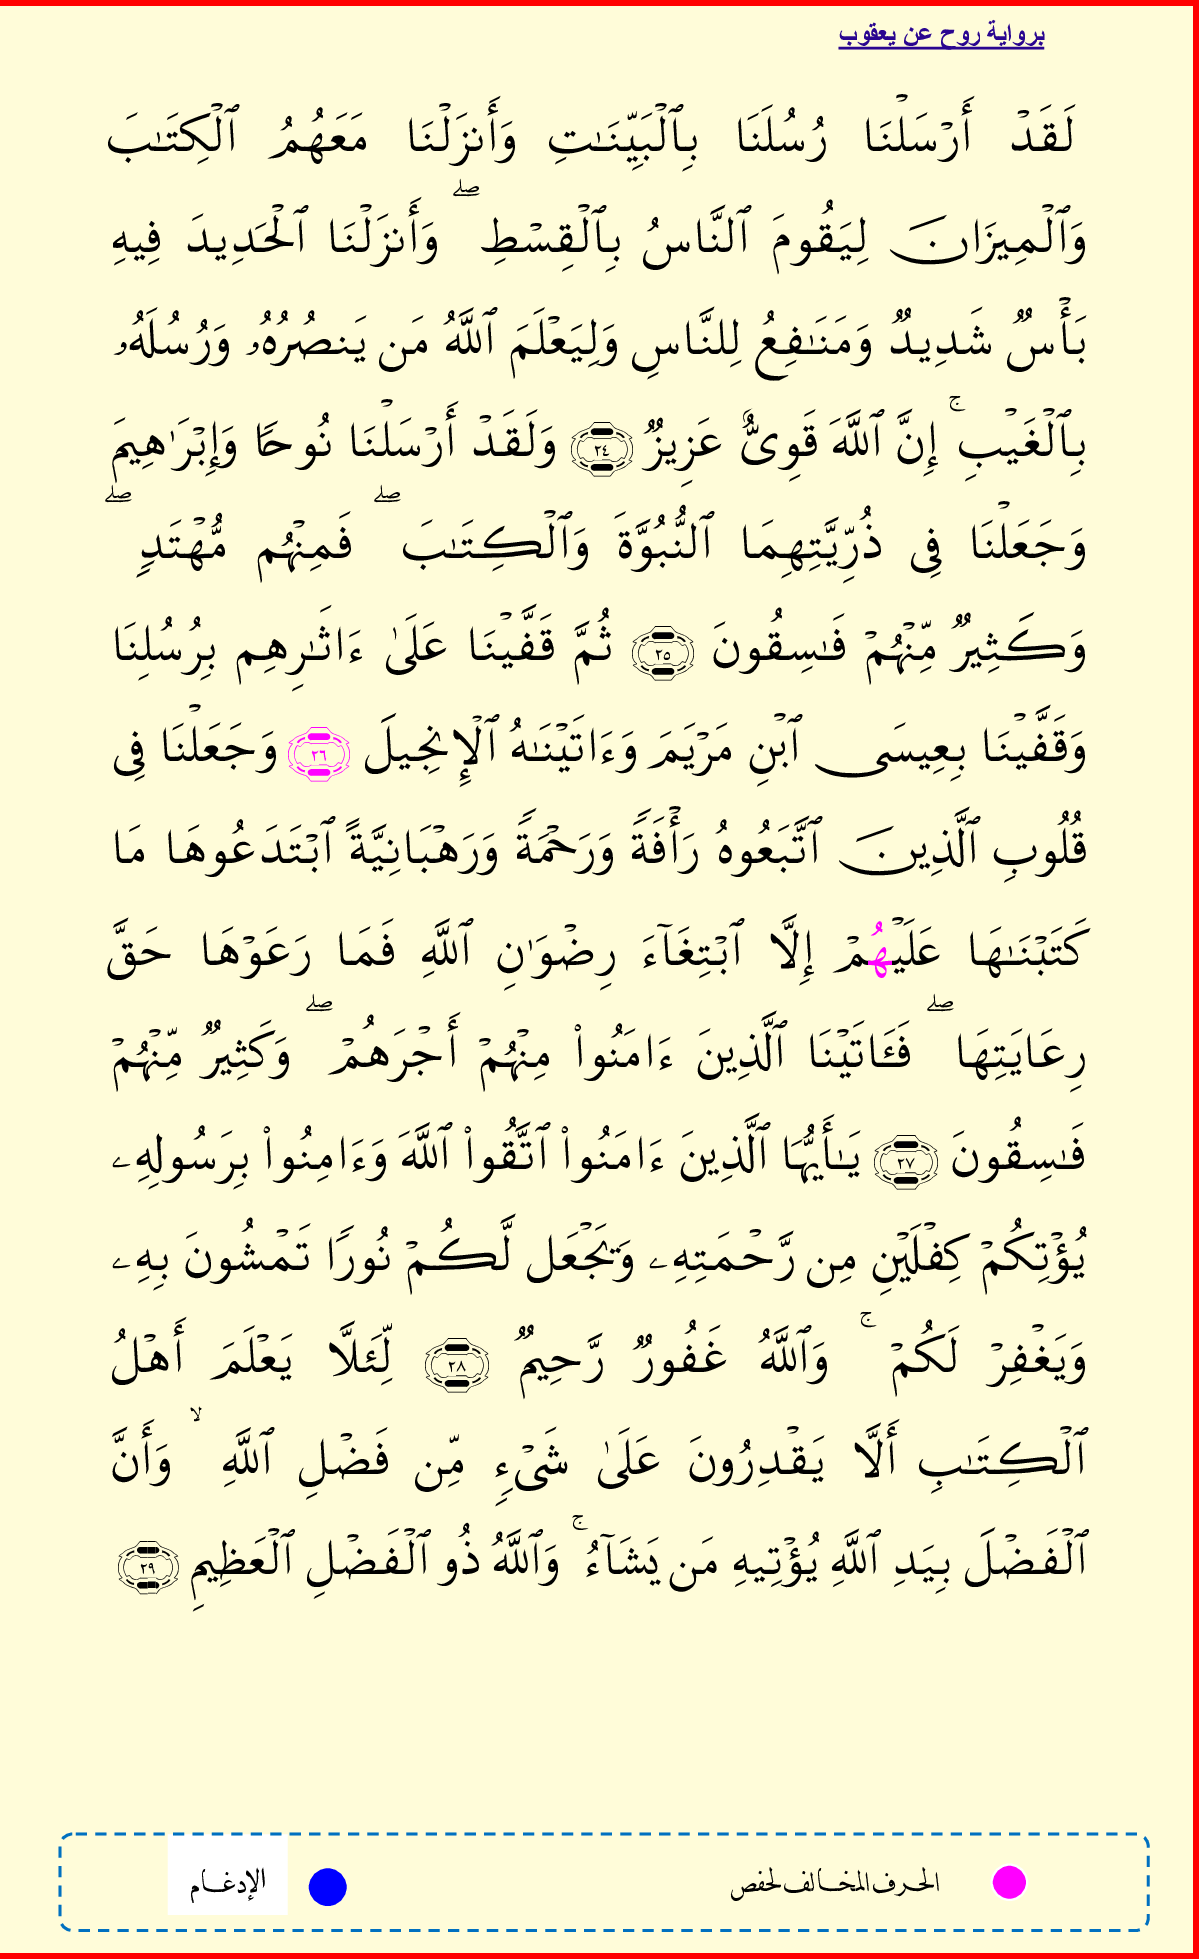 برواية روح عن يعقوب
لَقَدۡ أَرۡسَلۡنَا رُسُلَنَا بِٱلۡبَيِّنَٰتِ وَأَنزَلۡنَا مَعَهُمُ ٱلۡكِتَٰبَ
وَٱلۡمِيزَانَ لِيَقُومَ ٱلنَّاسُ بِٱلۡقِسۡطِۖ وَأَنزَلۡنَا ٱلۡحَدِيدَ فِيهِ
بَأۡسٞ شَدِيدٞ وَمَنَٰفِعُ لِلنَّاسِ وَلِيَعۡلَمَ ٱللَّهُ مَن يَنصُرُهُۥ وَرُسُلَهُۥ
بِٱلۡغَيۡبِۚ إِنَّ ٱللَّهَ قَوِيٌّ عَزِيزٞ ٢٤ وَلَقَدۡ أَرۡسَلۡنَا نُوحٗا وَإِبۡرَٰهِيمَ
وَجَعَلۡنَا فِي ذُرِّيَّتِهِمَا ٱلنُّبُوَّةَ وَٱلۡكِتَٰبَۖ فَمِنۡهُم مُّهۡتَدٖۖ
وَكَثِيرٞ مِّنۡهُمۡ فَٰسِقُونَ ٢٥ ثُمَّ قَفَّيۡنَا عَلَىٰ ءَاثَٰرِهِم بِرُسُلِنَا
وَقَفَّيۡنَا بِعِيسَى ٱبۡنِ مَرۡيَمَ وَءَاتَيۡنَٰهُ ٱلۡإِنجِيلَ ٢٦ وَجَعَلۡنَا فِي
قُلُوبِ ٱلَّذِينَ ٱتَّبَعُوهُ رَأۡفَةٗ وَرَحۡمَةٗ وَرَهۡبَانِيَّةً ٱبۡتَدَعُوهَا مَا
كَتَبۡنَٰهَا عَلَيۡهُمۡ إِلَّا ٱبۡتِغَآءَ رِضۡوَٰنِ ٱللَّهِ فَمَا رَعَوۡهَا حَقَّ
رِعَايَتِهَاۖ فَـَٔاتَيۡنَا ٱلَّذِينَ ءَامَنُواْ مِنۡهُمۡ أَجۡرَهُمۡۖ وَكَثِيرٞ مِّنۡهُمۡ
فَٰسِقُونَ ٢٧ يَٰٓأَيُّهَا ٱلَّذِينَ ءَامَنُواْ ٱتَّقُواْ ٱللَّهَ وَءَامِنُواْ بِرَسُولِهِۦ
يُؤۡتِكُمۡ كِفۡلَيۡنِ مِن رَّحۡمَتِهِۦ وَيَجۡعَل لَّكُمۡ نُورٗا تَمۡشُونَ بِهِۦ
وَيَغۡفِرۡ لَكُمۡۚ وَٱللَّهُ غَفُورٞ رَّحِيمٞ ٢٨ لِّئَلَّا يَعۡلَمَ أَهۡلُ
ٱلۡكِتَٰبِ أَلَّا يَقۡدِرُونَ عَلَىٰ شَيۡءٖ مِّن فَضۡلِ ٱللَّهِۙ وَأَنَّ
ٱلۡفَضۡلَ بِيَدِ ٱللَّهِ يُؤۡتِيهِ مَن يَشَآءُۚ وَٱللَّهُ ذُو ٱلۡفَضۡلِ ٱلۡعَظِيمِ ٢٩
الحرف المخالف لحفص
الإدغام